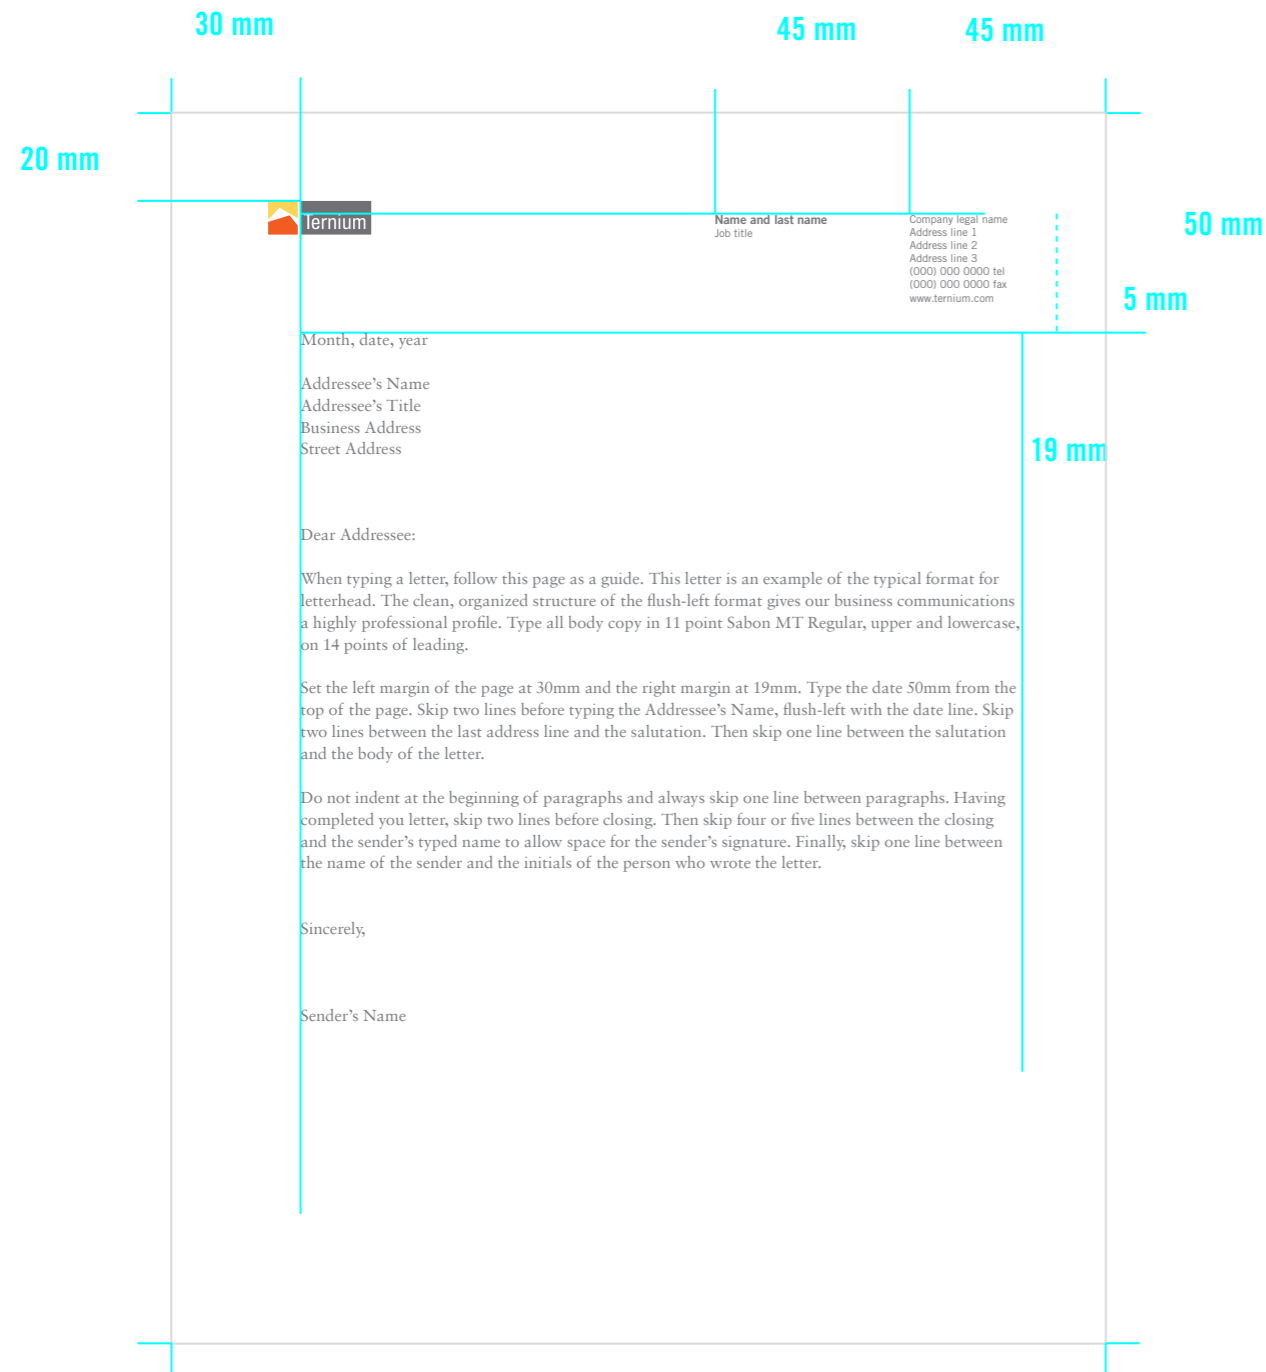 30 mm
45 mm
45 mm
20 mm
50 mm
Ternium
Name and last name
Job title
Company legal name
Address line 1
Address line 2
Address line 3
(000) 000 0000 tel
(000) 000 0000 fax
www.ternium.com
5 mm
Month, date, year
Addressee’s Name
Addressee’s Title
Business Address
Street Address
19 mm
Dear Addressee:
When typing a letter, follow this page as a guide. This letter is an example of the typical format for
letterhead. The clean, organized structure of the flush-left format gives our business communications
a highly professional profile. Type all body copy in 11 point Sabon MT Regular, upper and lowercase,
on 14 points of leading.
Set the left margin of the page at 30mm and the right margin at 19mm. Type the date 50mm from the
top of the page. Skip two lines before typing the Addressee’s Name, flush-left with the date line. Skip
two lines between the last address line and the salutation. Then skip one line between the salutation
and the body of the letter.
Do not indent at the beginning of paragraphs and always skip one line between paragraphs. Having
completed you letter, skip two lines before closing. Then skip four or five lines between the closing
and the sender’s typed name to allow space for the sender’s signature. Finally, skip one line between
the name of the sender and the initials of the person who wrote the letter.
Sincerely,
Sender’s Name